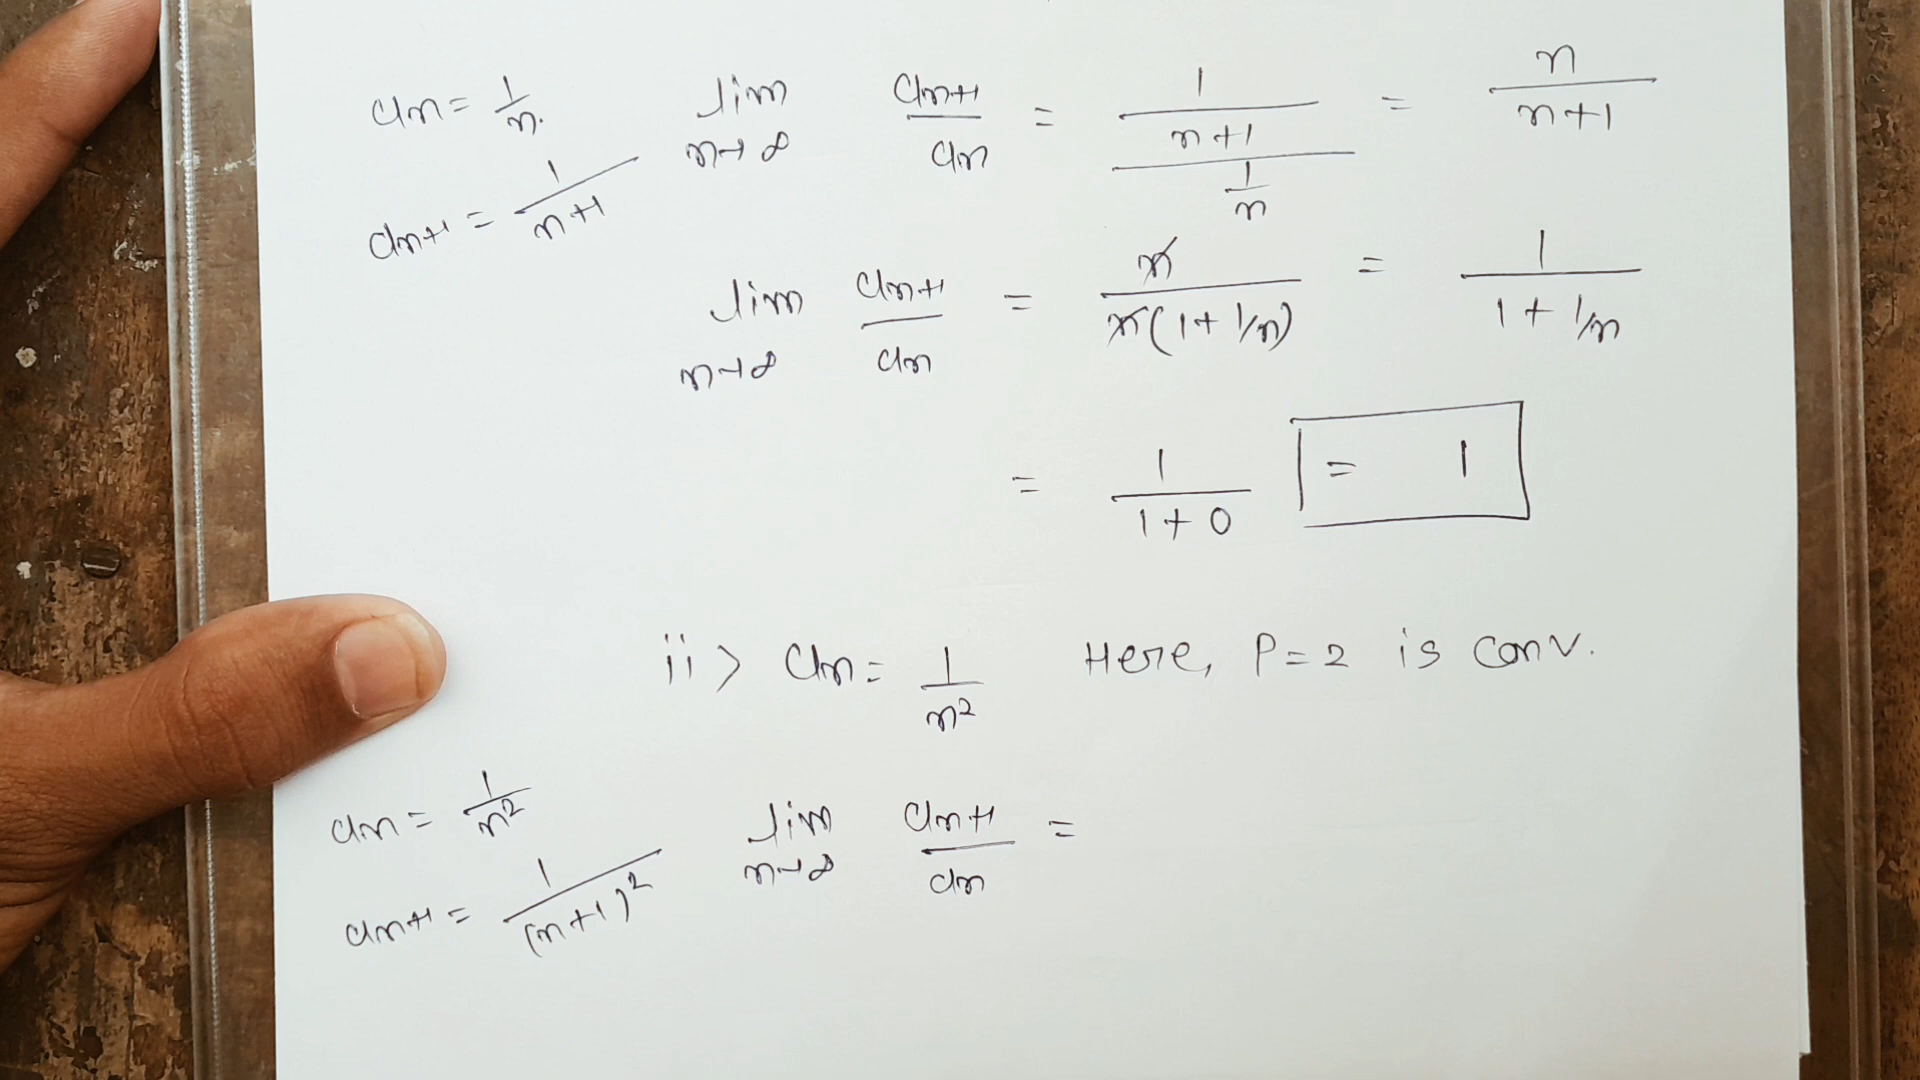 an = 1/n. lim n→∞ an+1/an = (1/(n+1))/(1/n) = n/(n+1)
an+1 = 1/(n+1)
lim n→∞ an+1/an = n/(n(1+1/n)) = 1/(1+1/n)
= 1/(1+0) = 1
ii> an = 1/n² Here, P=2 is conv.
an = 1/n² lim n→∞ an+1/an =
an+1 = 1/(n+1)²